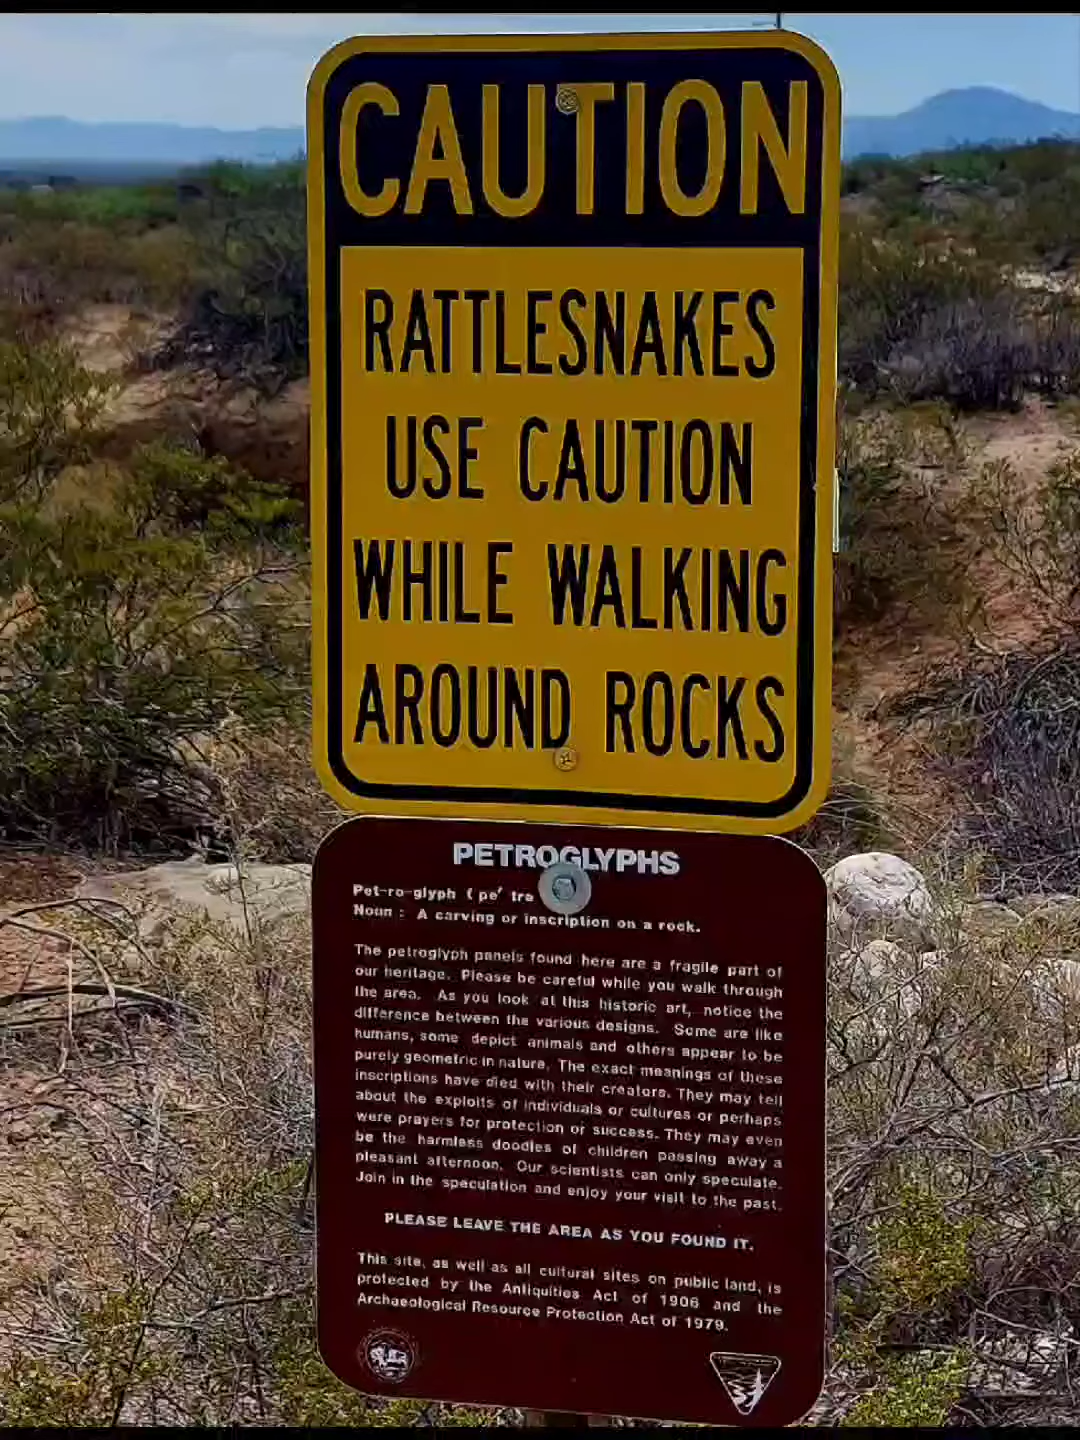 CAUTION
RATTLESNAKES
USE CAUTION
WHILE WALKING
AROUND ROCKS
PETROGLYPHS
Pet-ro-glyph ( pe' tre
Noun : A carving or inscription on a rock.
The petroglyph panels found here are a fragile part of
our heritage. Please be careful while you walk through
the area. As you look at this historic art, notice the
difference between the various designs. Some are like
humans, some depict animals and others appear to be
purely geometric in nature. The exact meanings of these
inscriptions have died with their creators. They may tell
about the exploits of individuals or cultures or perhaps
were prayers for protection or success. They may even
be the harmless doodles of children passing away a
pleasant afternoon. Our scientists can only speculate.
Join in the speculation and enjoy your visit to the past.
PLEASE LEAVE THE AREA AS YOU FOUND IT.
This site, as well as all cultural sites on public land, is
protected by the Antiquities Act of 1906 and the
Archaeological Resource Protection Act of 1979.